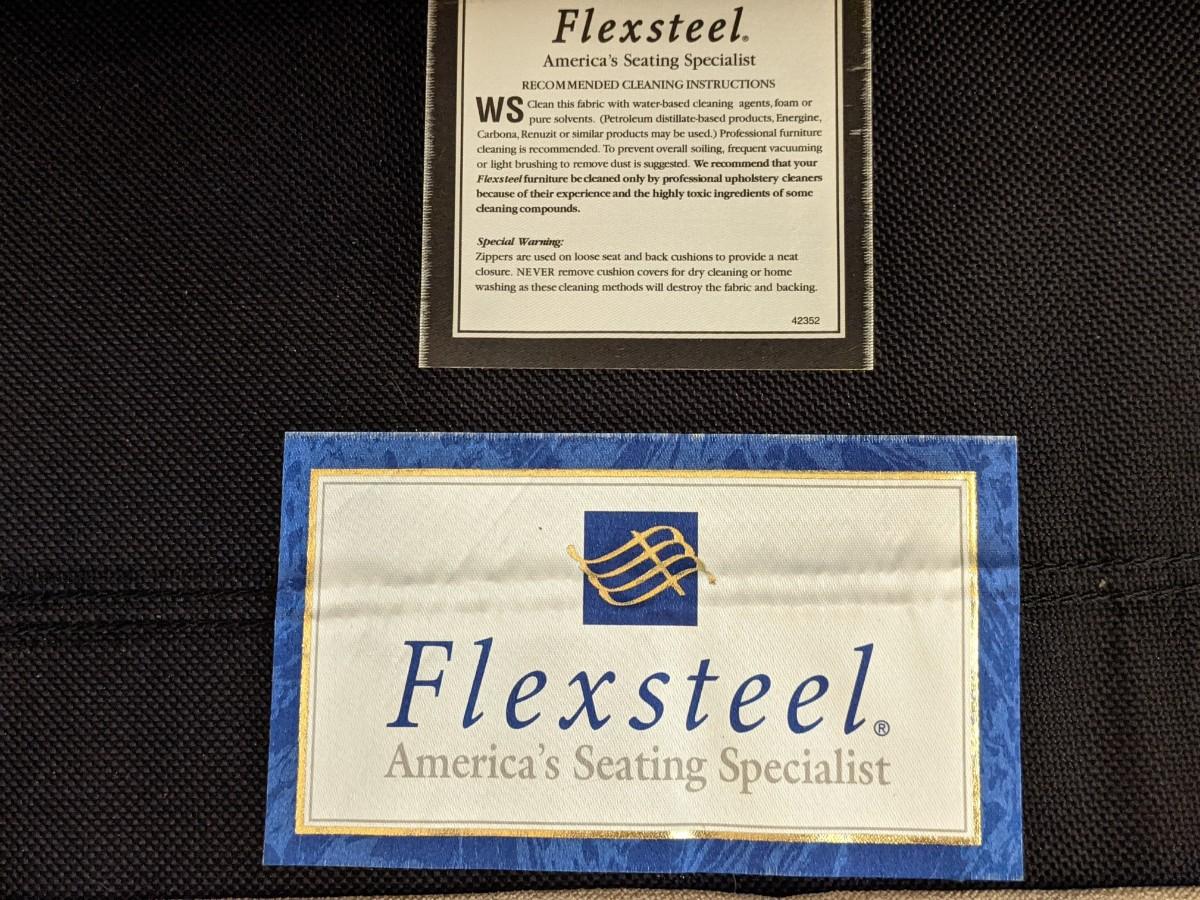 Flexsteel®
America's Seating Specialist
RECOMMENDED CLEANING INSTRUCTIONS
WS Clean this fabric with water-based cleaning agents, foam or
pure solvents. (Petroleum distillate-based products, Energine,
Carbona, Renuzit or similar products may be used.) Professional furniture
cleaning is recommended. To prevent overall soiling, frequent vacuuming
or light brushing to remove dust is suggested. We recommend that your
Flexsteel furniture be cleaned only by professional upholstery cleaners
because of their experience and the highly toxic ingredients of some
cleaning compounds.
Special Warning:
Zippers are used on loose seat and back cushions to provide a neat
closure. NEVER remove cushion covers for dry cleaning or home
washing as these cleaning methods will destroy the fabric and backing.
42352
Flexsteel®
America's Seating Specialist